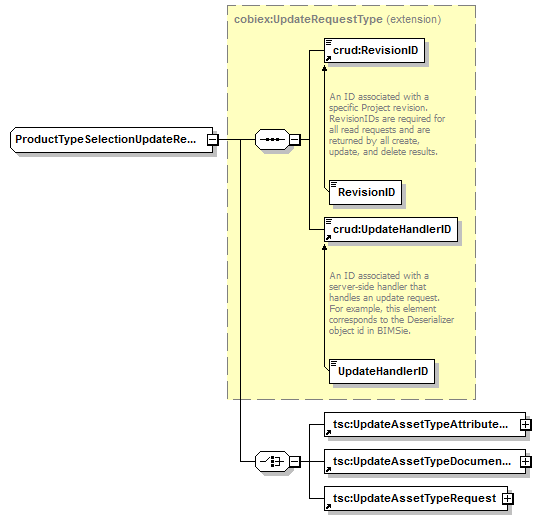 cobiex:UpdateRequestType (extension)
crud:RevisionID
An ID associated with a
specific Project revision.
RevisionIDs are required for
all read requests and are
returned by all create,
update, and delete results.
ProductTypeSelectionUpdateRe...
RevisionID
crud:UpdateHandlerID
An ID associated with a
server-side handler that
handles an update request.
For example, this element
corresponds to the Deserializer
object id in BIMSie.
UpdateHandlerID
tsc:UpdateAssetTypeAttribute...
tsc:UpdateAssetTypeDocumen...
tsc:UpdateAssetTypeRequest